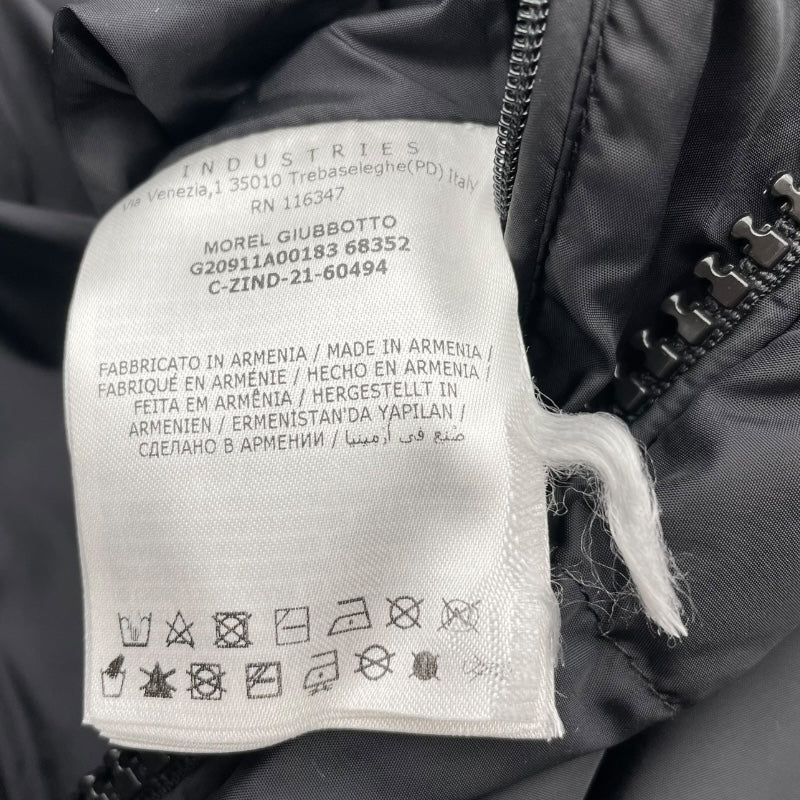 INDUSTRIES
Via Venezia,1 35010 Trebaseleghe(PD) Italy
RN 116347
MOREL GIUBBOTTO
G20911A00183 68352
C-ZIND-21-60494
FABBRICATO IN ARMENIA / MADE IN ARMENIA /
FABRIQUÉ EN ARMÉNIE / HECHO EN ARMENIA /
FEITA EM ARMÊNIA / HERGESTELLT IN
ARMENIEN / ERMENİSTAN'DA YAPILAN /
СДЕЛАНО В АРМЕНИИ / صنع في أرمينيا